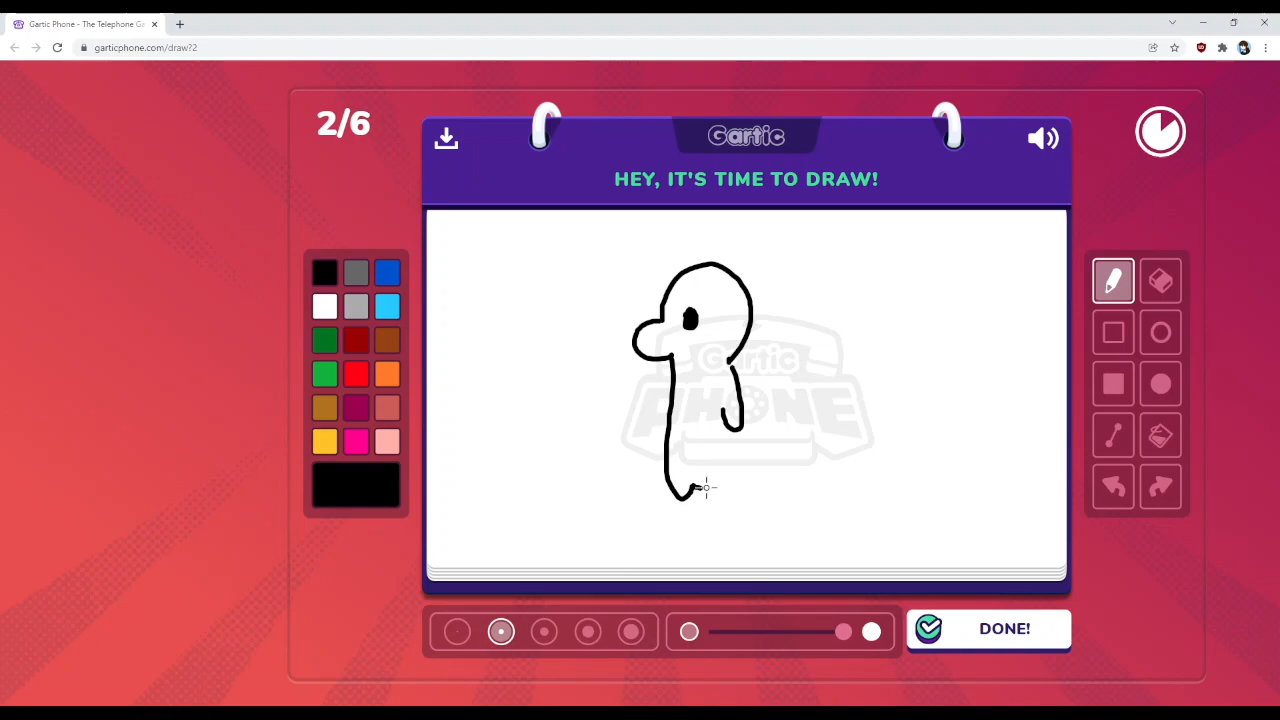 Gartic Phone - The Telephone Ga
garticphone.com/draw?2
2/6
Gartic
HEY, IT'S TIME TO DRAW!
Gartic
PHONE
DONE!